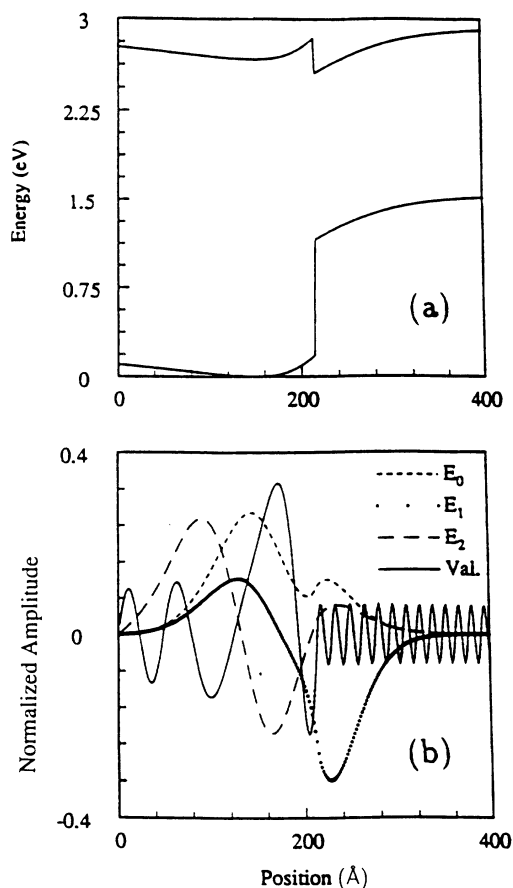 3
2.25
1.5
0.75
0
Energy (eV)
(a)
0
200
400
0.4
0
-0.4
Normalized Amplitude
E₀
E₁
E₂
Val.
(b)
0
200
400
Position (Å)